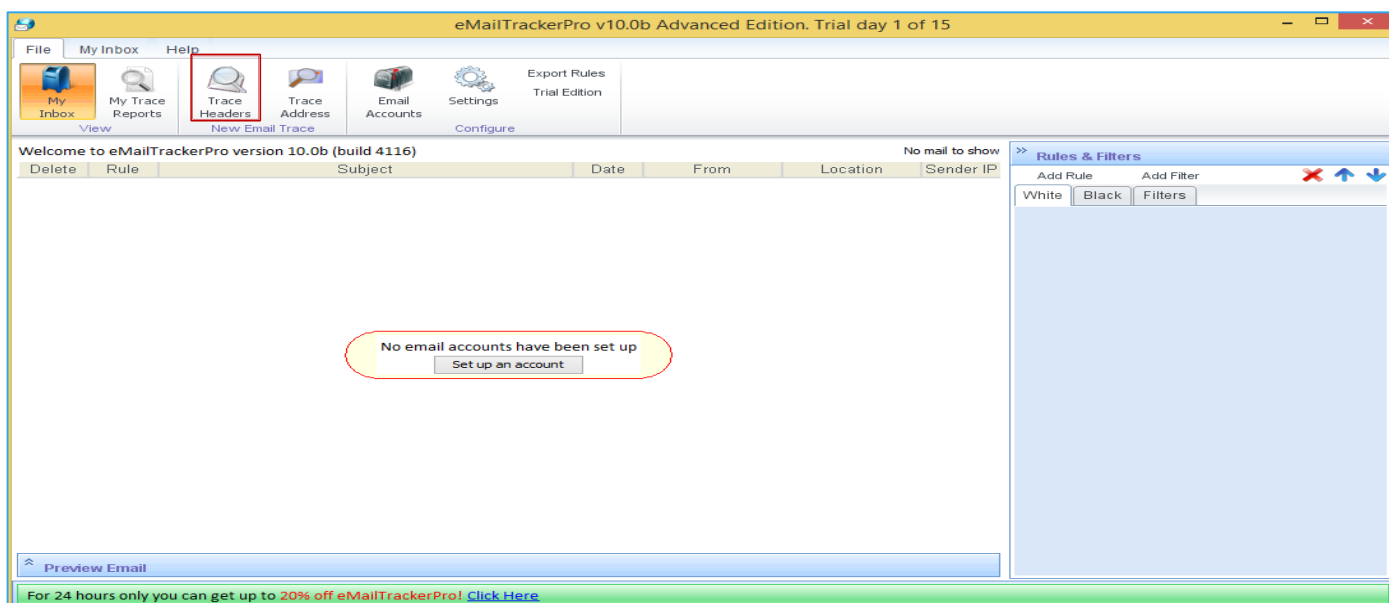 eMailTrackerPro v10.0b Advanced Edition. Trial day 1 of 15
File My Inbox Help
My Inbox
My Trace Reports
Trace Headers
Trace Address
Email Accounts
Settings
Export Rules
Trial Edition
View
New Email Trace
Configure
Welcome to eMailTrackerPro version 10.0b (build 4116)
No mail to show
Delete Rule Subject Date From Location Sender IP
Rules & Filters
Add Rule Add Filter
White Black Filters
No email accounts have been set up
Set up an account
Preview Email
For 24 hours only you can get up to 20% off eMailTrackerPro! Click Here